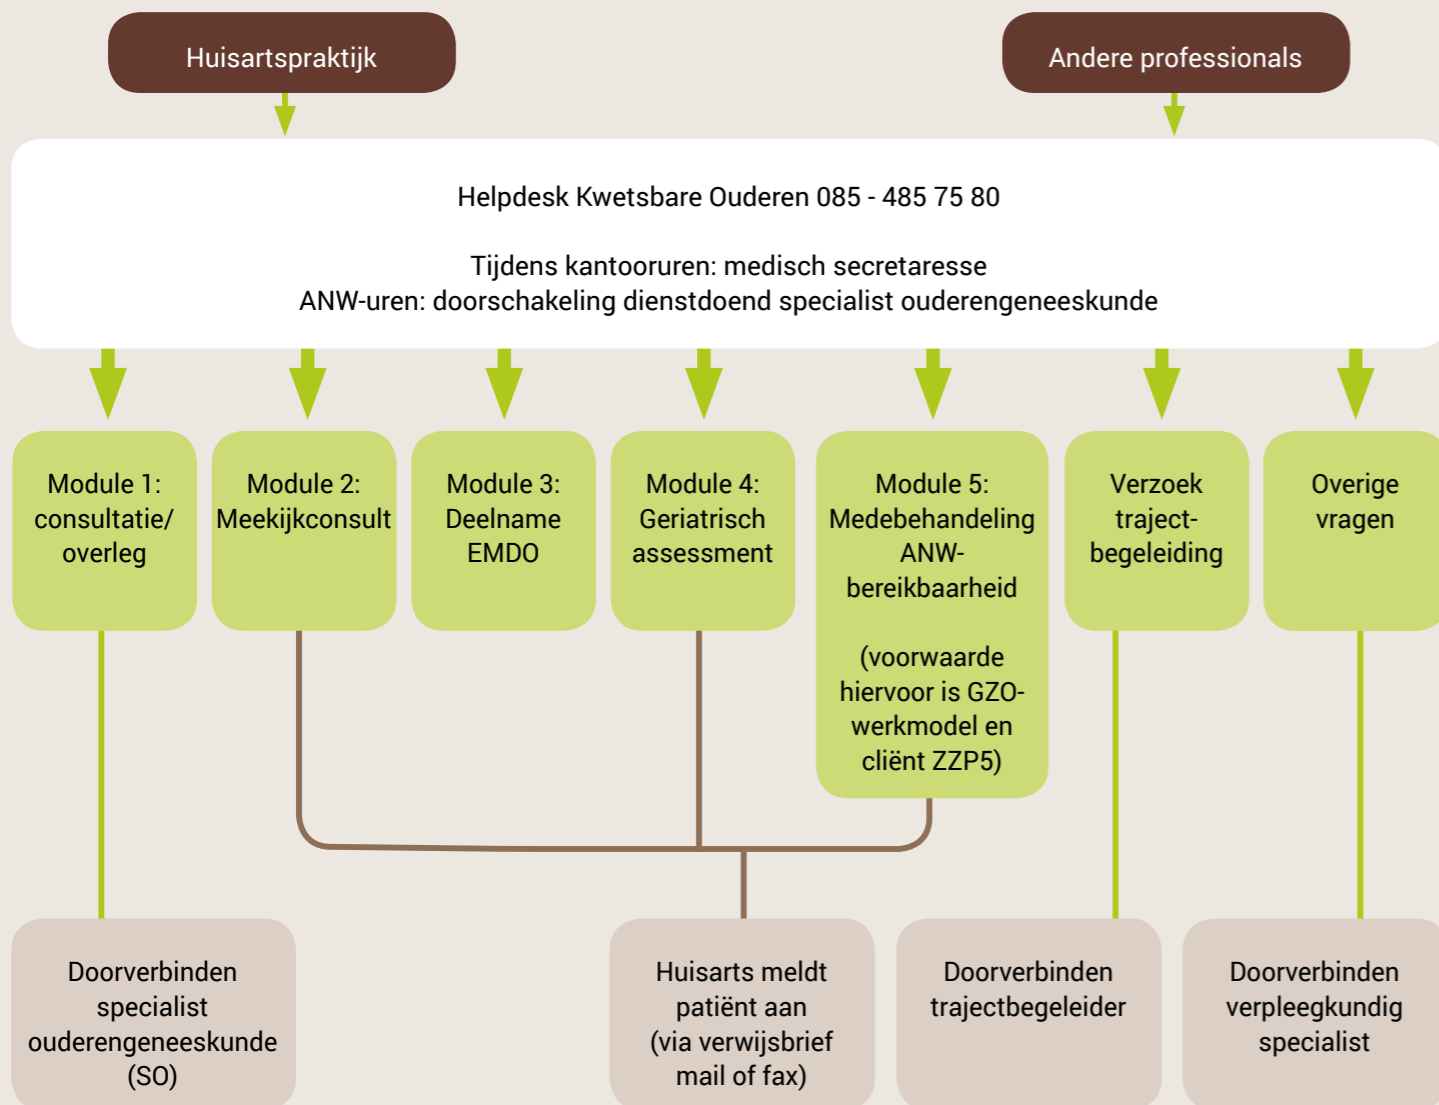 Huisartspraktijk
Andere professionals
Helpdesk Kwetsbare Ouderen 085 - 485 75 80
Tijdens kantooruren: medisch secretaresse
ANW-uren: doorschakeling dienstdoend specialist ouderengeneeskunde
Module 1:
consultatie/
overleg
Module 2:
Meekijkconsult
Module 3:
Deelname
EMDO
Module 4:
Geriatrisch
assessment
Module 5:
Medebehandeling
ANW-
bereikbaarheid
(voorwaarde
hiervoor is GZO-
werkmodel en
cliënt ZZP5)
Verzoek
traject-
begeleiding
Overige
vragen
Doorverbinden
specialist
ouderengeneeskunde
(SO)
Huisarts meldt
patiënt aan
(via verwijsbrief
mail of fax)
Doorverbinden
trajectbegeleider
Doorverbinden
verpleegkundig
specialist